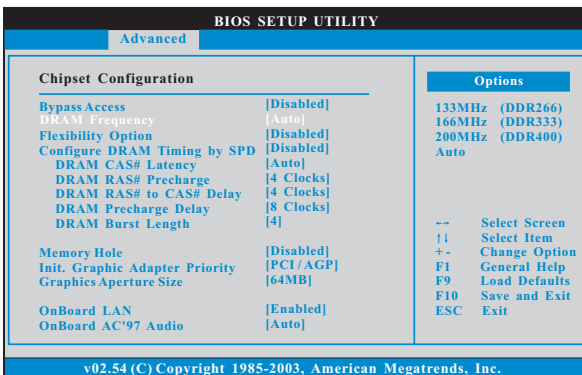 BIOS SETUP UTILITY
Advanced
Chipset Configuration
Bypass Access [Disabled]
DRAM Frequency [Auto]
Flexibility Option [Disabled]
Configure DRAM Timing by SPD [Disabled]
DRAM CAS# Latency [Auto]
DRAM RAS# Precharge [4 Clocks]
DRAM RAS# to CAS# Delay [4 Clocks]
DRAM Precharge Delay [8 Clocks]
DRAM Burst Length [4]
Memory Hole [Disabled]
Init. Graphic Adapter Priority [PCI/AGP]
Graphics Aperture Size [64MB]
OnBoard LAN [Enabled]
OnBoard AC'97 Audio [Auto]
Options
133MHz (DDR266)
166MHz (DDR333)
200MHz (DDR400)
Auto
←→ Select Screen
↑↓ Select Item
+ - Change Option
F1 General Help
F9 Load Defaults
F10 Save and Exit
ESC Exit
v02.54 (C) Copyright 1985-2003, American Megatrends, Inc.